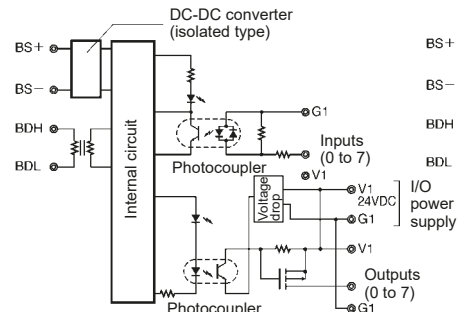 DC-DC converter
(isolated type)
BS+
BS−
BDH
BDL
Internal circuit
G1
Inputs
(0 to 7)
Photocoupler
V1
Voltage
drop
V1
24VDC
G1
I/O
power
supply
V1
Outputs
(0 to 7)
Photocoupler
G1
BS+
BS−
BDH
BDL